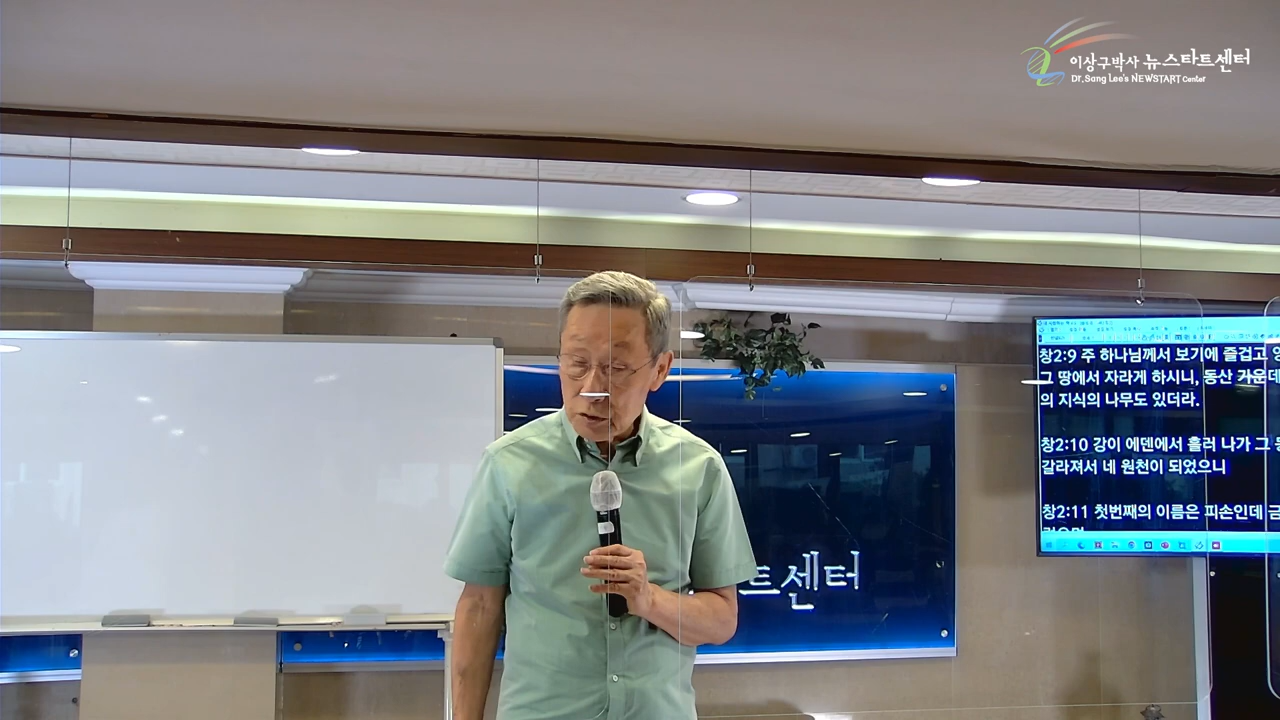 이상구박사 뉴스타트센터
Dr. Sang Lee's NEWSTART Center
창2:9 주 하나님께서 보기에 즐겁고
그 땅에서 자라게 하시니, 동산 가운데
의 지식의 나무도 있더라.
창2:10 강이 에덴에서 흘러 나가 그
갈라져서 네 원천이 되었으니
창2:11 첫번째의 이름은 피손인데 금
트센터